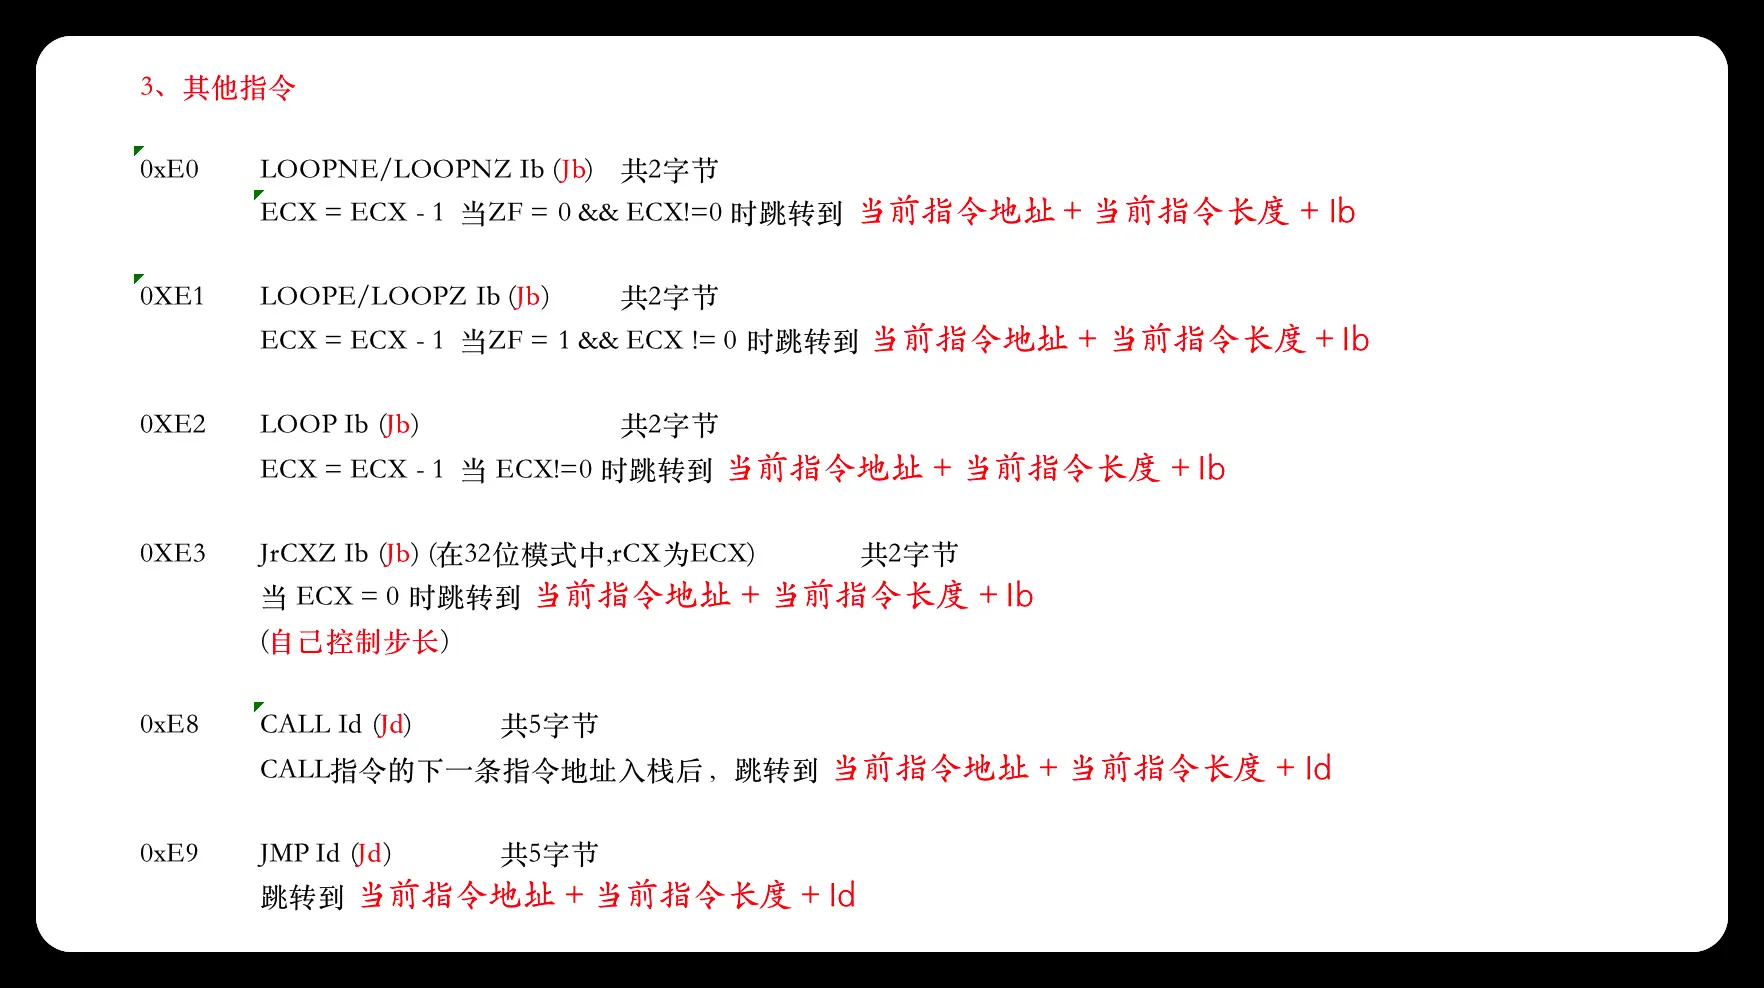 3、其他指令
0xE0 LOOPNE/LOOPNZ Ib (Jb) 共2字节
ECX = ECX - 1 当ZF = 0 && ECX!=0 时跳转到 当前指令地址 + 当前指令长度 + Ib
0XE1 LOOPE/LOOPZ Ib (Jb) 共2字节
ECX = ECX - 1 当ZF = 1 && ECX != 0 时跳转到 当前指令地址 + 当前指令长度 + Ib
0XE2 LOOP Ib (Jb) 共2字节
ECX = ECX - 1 当 ECX!=0 时跳转到 当前指令地址 + 当前指令长度 + Ib
0XE3 JrCXZ Ib (Jb) (在32位模式中,rCX为ECX) 共2字节
当 ECX = 0 时跳转到 当前指令地址 + 当前指令长度 + Ib
(自己控制步长)
0xE8 CALL Id (Jd) 共5字节
CALL指令的下一条指令地址入栈后，跳转到 当前指令地址 + 当前指令长度 + Id
0xE9 JMP Id (Jd) 共5字节
跳转到 当前指令地址 + 当前指令长度 + Id